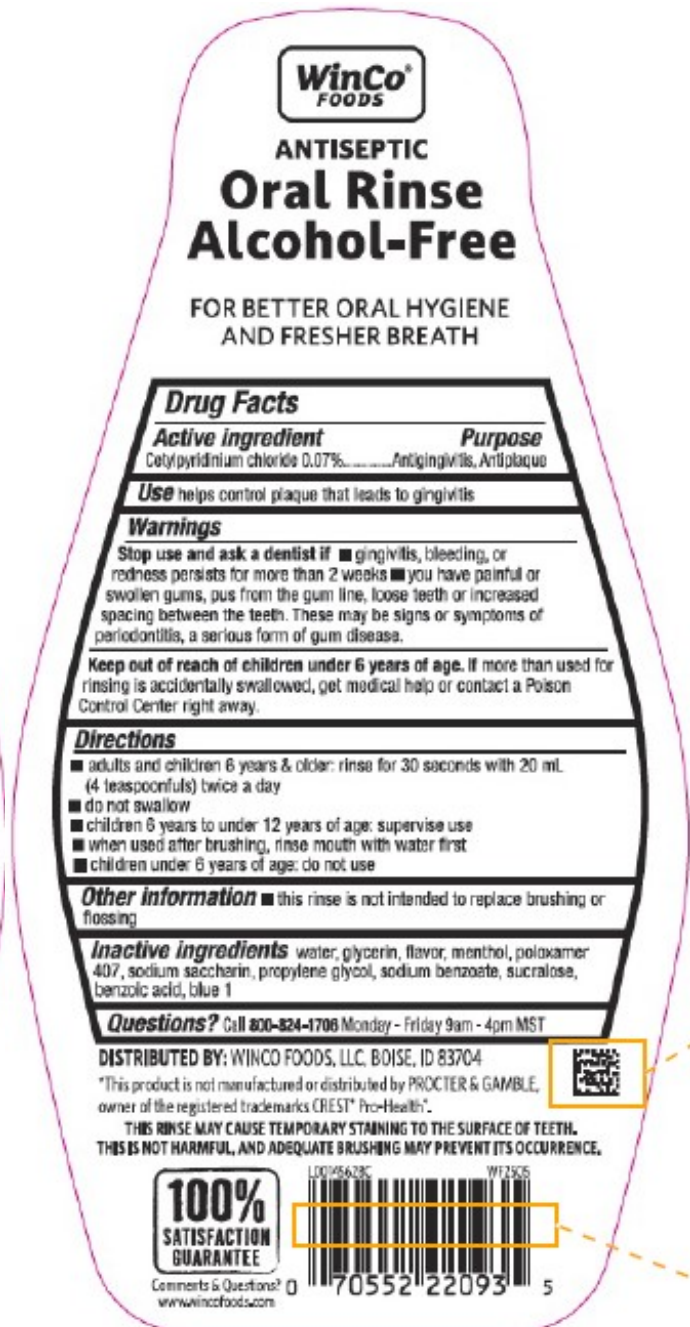 WinCo®
FOODS
ANTISEPTIC
Oral Rinse
Alcohol-Free
FOR BETTER ORAL HYGIENE
AND FRESHER BREATH
Drug Facts
Active ingredient Purpose
Cetylpyridinium chloride 0.07%............Antigingivitis, Antiplaque
Use helps control plaque that leads to gingivitis
Warnings
Stop use and ask a dentist if ■ gingivitis, bleeding, or
redness persists for more than 2 weeks ■ you have painful or
swollen gums, pus from the gum line, loose teeth or increased
spacing between the teeth. These may be signs or symptoms of
periodontitis, a serious form of gum disease.
Keep out of reach of children under 6 years of age. If more than used for
rinsing is accidentally swallowed, get medical help or contact a Poison
Control Center right away.
Directions
■ adults and children 6 years & older: rinse for 30 seconds with 20 mL
(4 teaspoonfuls) twice a day
■ do not swallow
■ children 6 years to under 12 years of age: supervise use
■ when used after brushing, rinse mouth with water first
■ children under 6 years of age: do not use
Other information ■ this rinse is not intended to replace brushing or
flossing
Inactive ingredients water, glycerin, flavor, menthol, poloxamer
407, sodium saccharin, propylene glycol, sodium benzoate, sucralose,
benzoic acid, blue 1
Questions? Call 800-824-1706 Monday - Friday 9am - 4pm MST
DISTRIBUTED BY: WINCO FOODS, LLC, BOISE, ID 83704
*This product is not manufactured or distributed by PROCTER & GAMBLE,
owner of the registered trademarks CREST® Pro-Health®.
THIS RINSE MAY CAUSE TEMPORARY STAINING TO THE SURFACE OF TEETH.
THIS IS NOT HARMFUL, AND ADEQUATE BRUSHING MAY PREVENT ITS OCCURRENCE.
WF2505
100%
SATISFACTION
GUARANTEE
Comments & Questions?
www.wincofoods.com
0 70552 22093 5